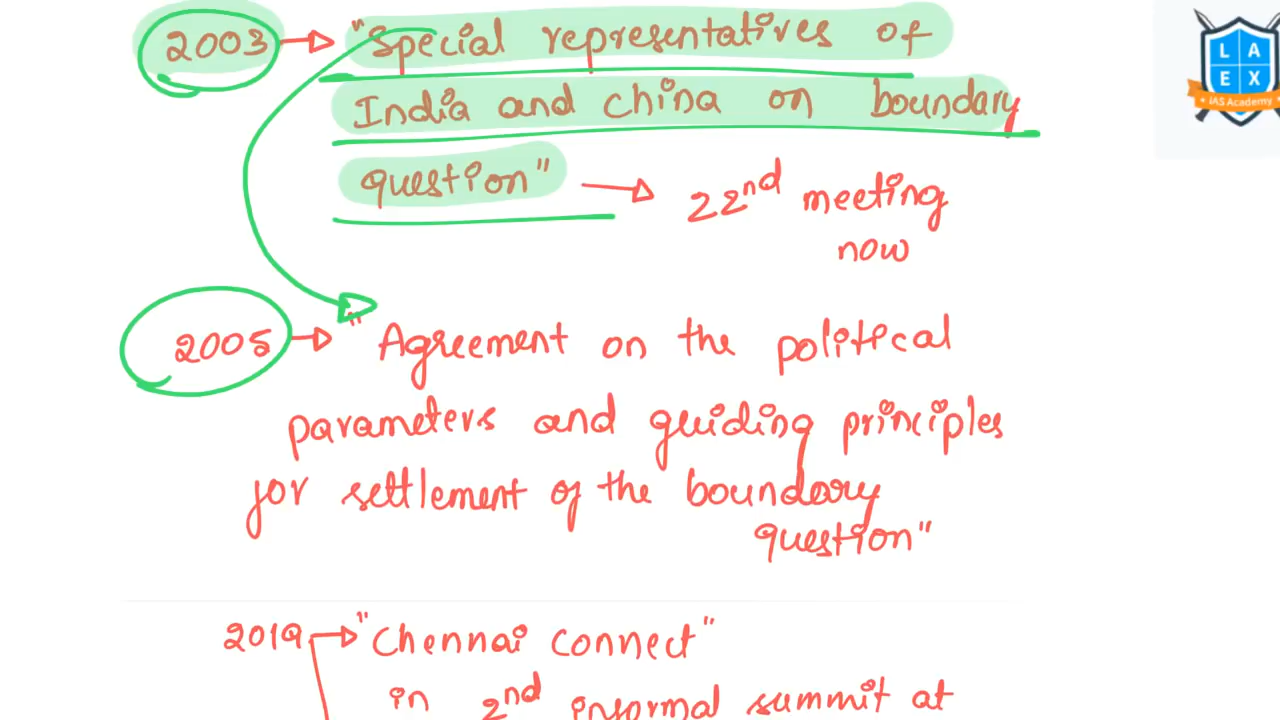 2003 "Special representatives of
India and china on boundary
question" 22nd meeting
now
2005 " Agreement on the political
parameters and guiding principles
for settlement of the boundary
question"
2019 "Chennai connect"
in 2nd informal summit at
L A
E X
iAS Academy